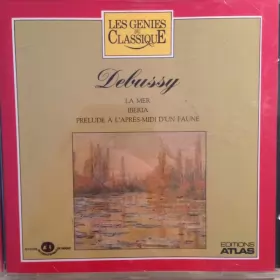 LES GENIES
DU
CLASSIQUE
Debussy
LA MER
IBERIA
PRELUDE A L'APRES-MIDI D'UN FAUNE
EDITIONS
ATLAS